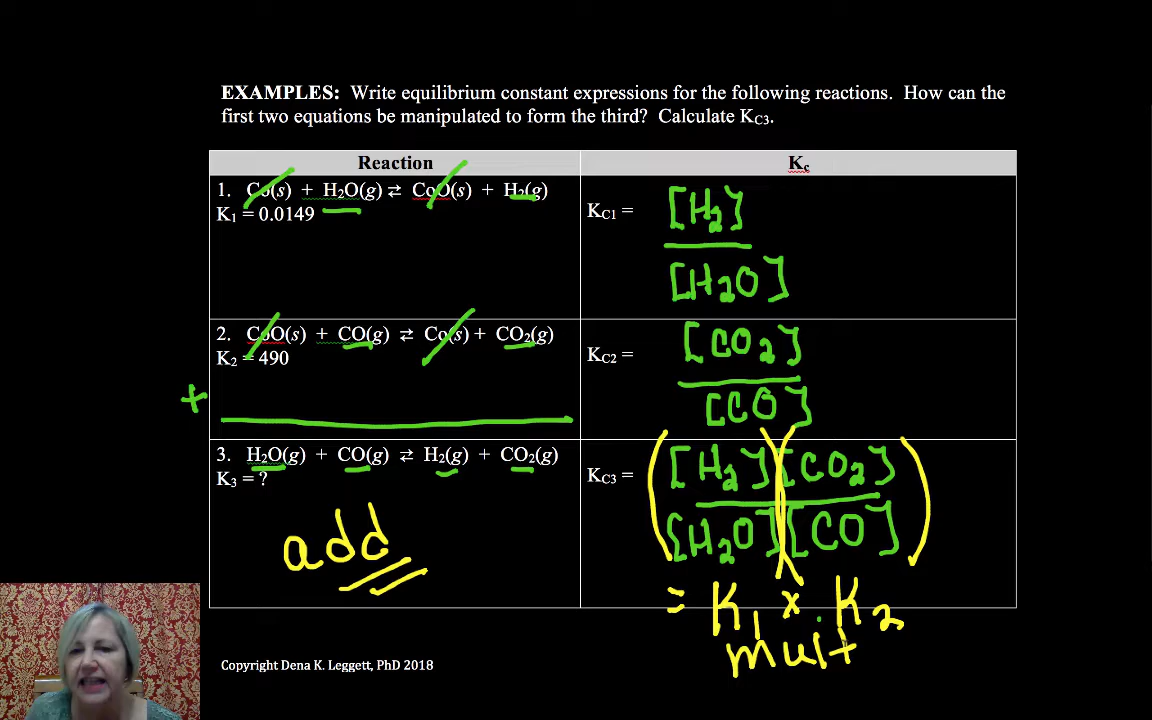 EXAMPLES: Write equilibrium constant expressions for the following reactions. How can the
first two equations be manipulated to form the third? Calculate KC3.
Reaction
Kc
1. Co(s) + H2O(g) ⇄ CoO(s) + H2(g)
K1 = 0.0149
KC1 =
[H2]
[H2O]
2. CoO(s) + CO(g) ⇄ Co(s) + CO2(g)
K2 = 490
KC2 =
[CO2]
[CO]
+
3. H2O(g) + CO(g) ⇄ H2(g) + CO2(g)
K3 = ?
add
KC3 =
([H2])([CO2])
([H2O])([CO])
= K1 x . K2
mult
Copyright Dena K. Leggett, PhD 2018